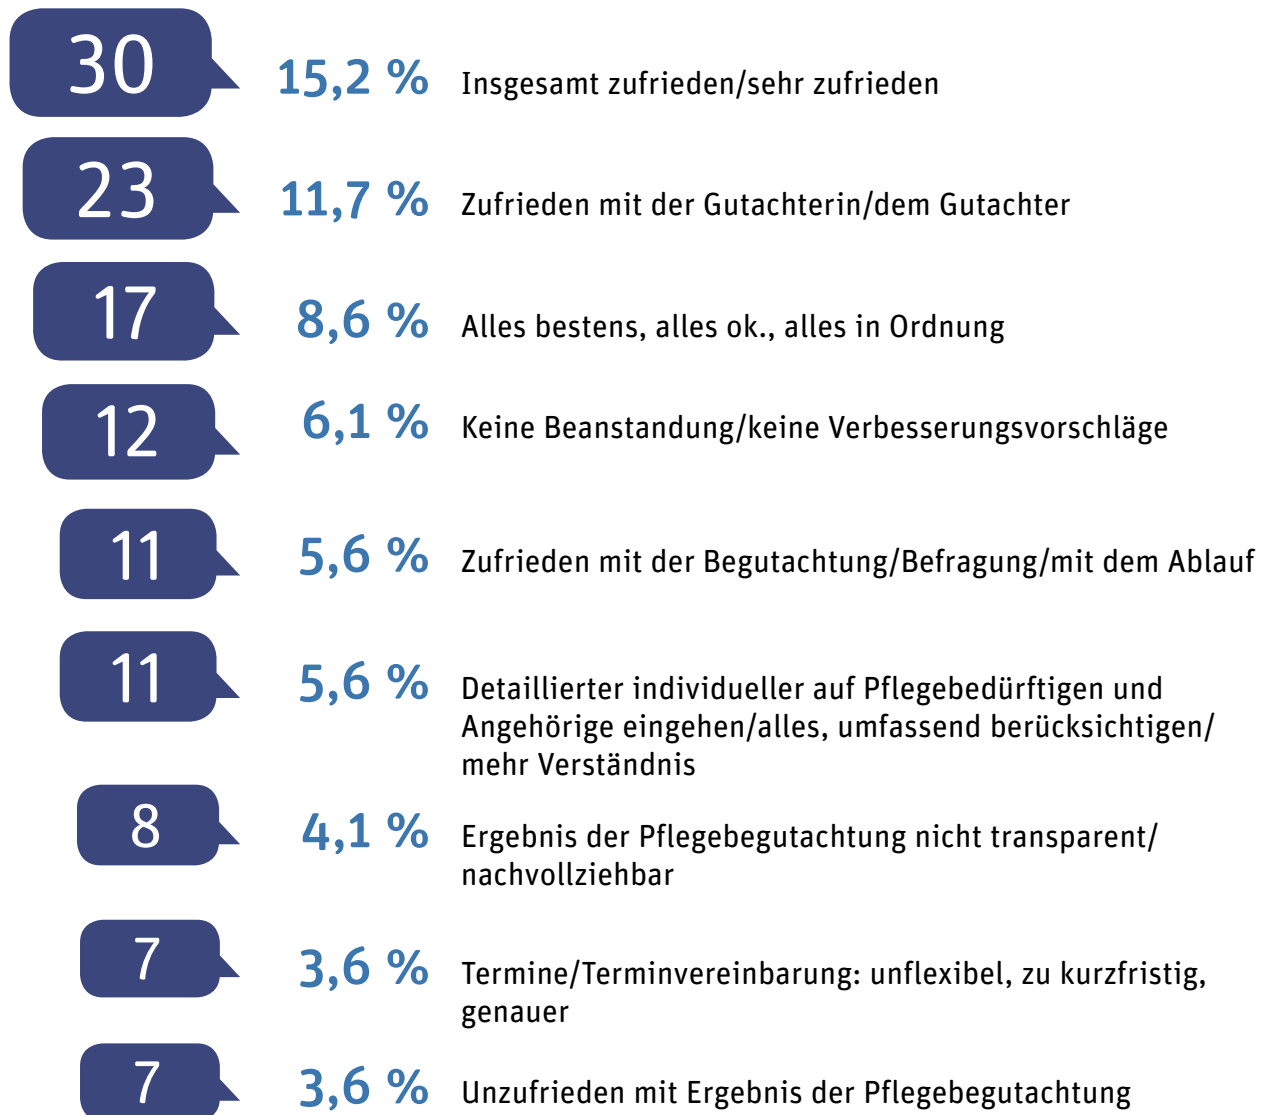 30 15,2 % Insgesamt zufrieden/sehr zufrieden
23 11,7 % Zufrieden mit der Gutachterin/dem Gutachter
17 8,6 % Alles bestens, alles ok., alles in Ordnung
12 6,1 % Keine Beanstandung/keine Verbesserungsvorschläge
11 5,6 % Zufrieden mit der Begutachtung/Befragung/mit dem Ablauf
11 5,6 % Detaillierter individueller auf Pflegebedürftigen und
Angehörige eingehen/alles, umfassend berücksichtigen/
mehr Verständnis
8 4,1 % Ergebnis der Pflegebegutachtung nicht transparent/
nachvollziehbar
7 3,6 % Termine/Terminvereinbarung: unflexibel, zu kurzfristig,
genauer
7 3,6 % Unzufrieden mit Ergebnis der Pflegebegutachtung